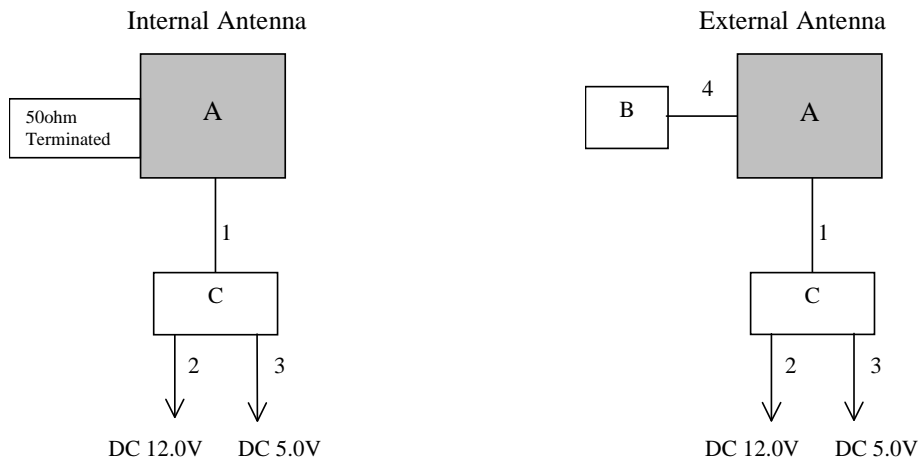 Internal Antenna
50ohm
Terminated
A
1
C
2
3
DC 12.0V
DC 5.0V
External Antenna
B
4
A
1
C
2
3
DC 12.0V
DC 5.0V